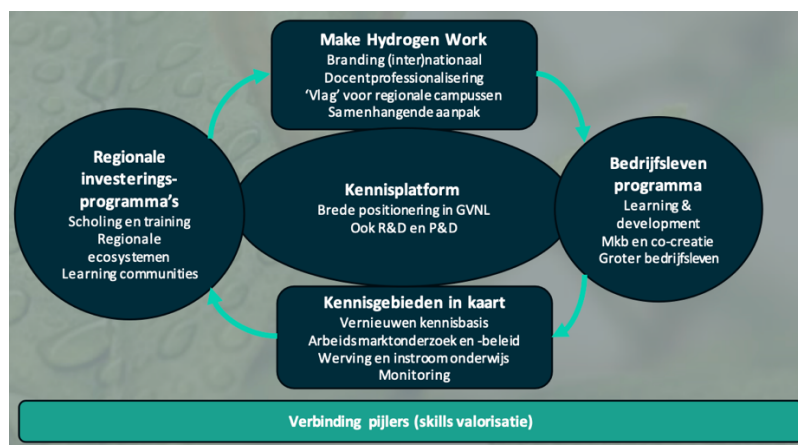 Make Hydrogen Work
Branding (inter)nationaal
Docentprofessionalisering
‘Vlag’ voor regionale campussen
Samenhangende aanpak
Regionale
investerings-
programma’s
Scholing en training
Regionale
ecosystemen
Learning communities
Kennisplatform
Brede positionering in GVNL
Ook R&D en P&D
Bedrijfsleven
programma
Learning &
development
Mkb en co-creatie
Groter bedrijfsleven
Kennisgebieden in kaart
Vernieuwen kennisbasis
Arbeidsmarktonderzoek en -beleid
Werving en instroom onderwijs
Monitoring
Verbinding pijlers (skills valorisatie)